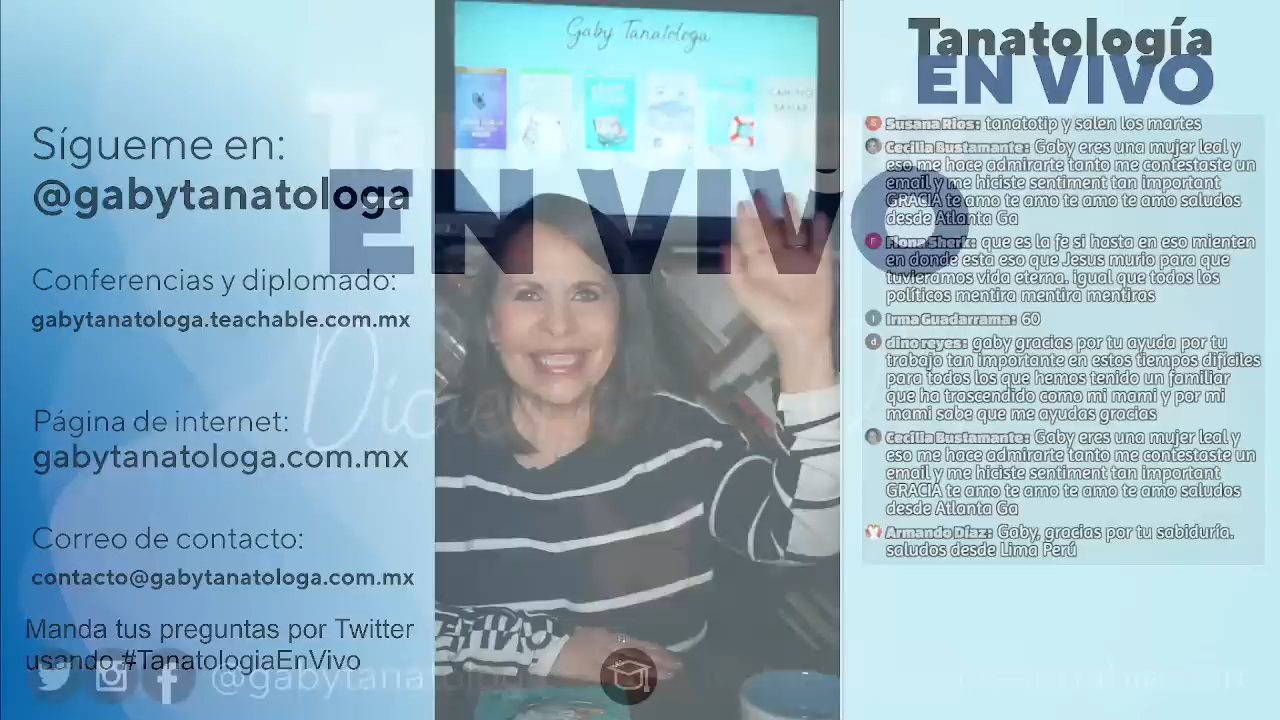 Sígueme en:
@gabytanatologa
Conferencias y diplomado:
gabytanatologa.teachable.com.mx
Página de internet:
gabytanatologa.com.mx
Correo de contacto:
contacto@gabytanatologa.com.mx
Manda tus preguntas por Twitter
usando #TanatologiaEnVivo
@gabytanatologa
Gaby Tanatóloga
EN VIVO
Tanatología
EN VIVO
Susana Rios: tanatotip y salen los martes
Cecilia Bustamante: Gaby eres una mujer leal y
eso me hace admirarte tanto me contestaste un
email y me hiciste sentiment tan important
GRACIA te amo te amo te amo te amo saludos
desde Atlanta Ga
Fiona Sherk: que es la fe si hasta en eso mienten
en donde esta eso que Jesus murio para que
tuvieramos vida eterna. igual que todos los
políticos mentira mentira mentiras
Irma Guadarrama: 60
dino reyes: gaby gracias por tu ayuda por tu
trabajo tan importante en estos tiempos difíciles
para todos los que hemos tenido un familiar
que ha trascendido como mi mami y por mi
mami sabe que me ayudas gracias
Cecilia Bustamante: Gaby eres una mujer leal y
eso me hace admirarte tanto me contestaste un
email y me hiciste sentiment tan important
GRACIA te amo te amo te amo te amo saludos
desde Atlanta Ga
Armando Díaz: Gaby, gracias por tu sabiduría.
saludos desde Lima Perú